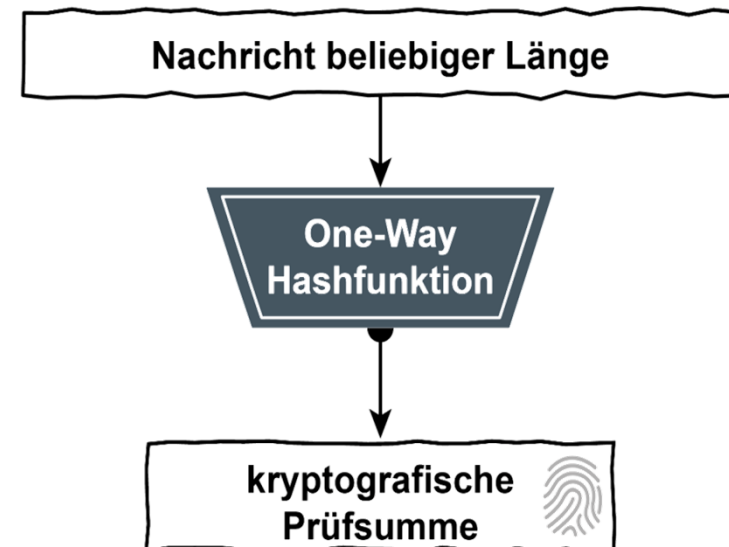 Nachricht beliebiger Länge
One-Way
Hashfunktion
kryptografische
Prüfsumme